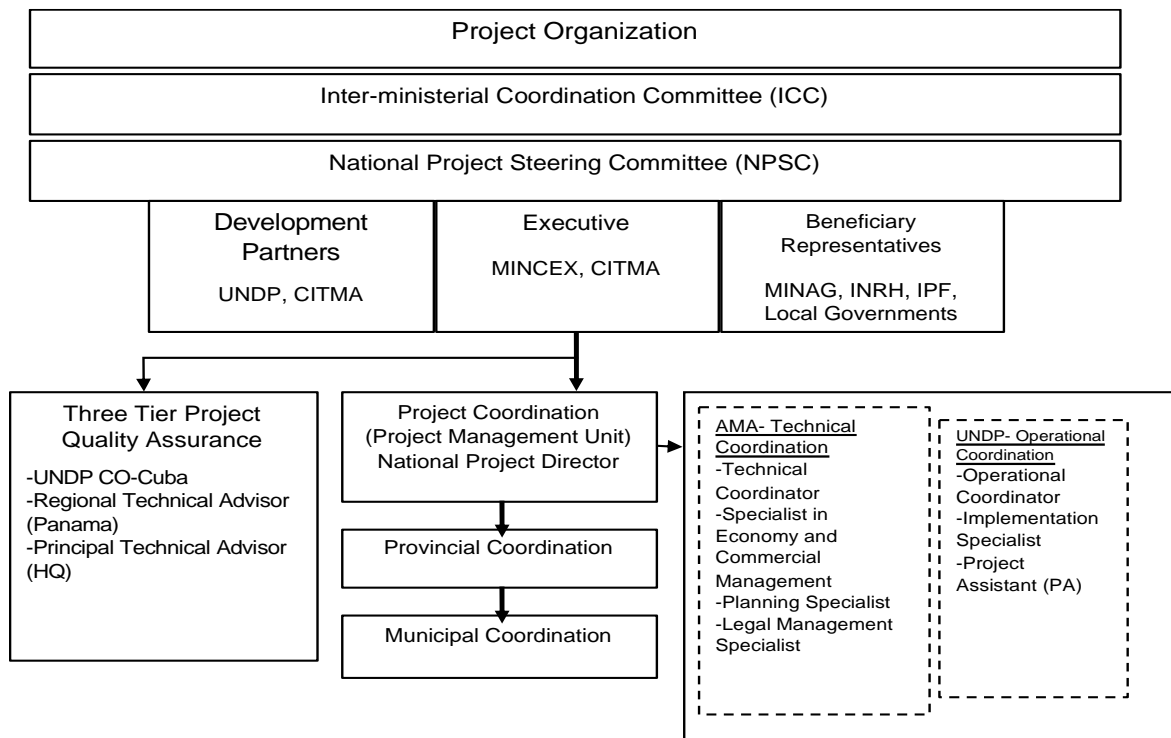 Project Organization
Inter-ministerial Coordination Committee (ICC)
National Project Steering Committee (NPSC)
Development
Partners
UNDP, CITMA
Executive
MINCEX, CITMA
Beneficiary
Representatives
MINAG, INRH, IPF,
Local Governments
Three Tier Project
Quality Assurance
-UNDP CO-Cuba
-Regional Technical Advisor
(Panama)
-Principal Technical Advisor
(HQ)
Project Coordination
(Project Management Unit)
National Project Director
Provincial Coordination
Municipal Coordination
AMA- Technical
Coordination
-Technical
Coordinator
-Specialist in
Economy and
Commercial
Management
-Planning Specialist
-Legal Management
Specialist
UNDP- Operational
Coordination
-Operational
Coordinator
-Implementation
Specialist
-Project
Assistant (PA)